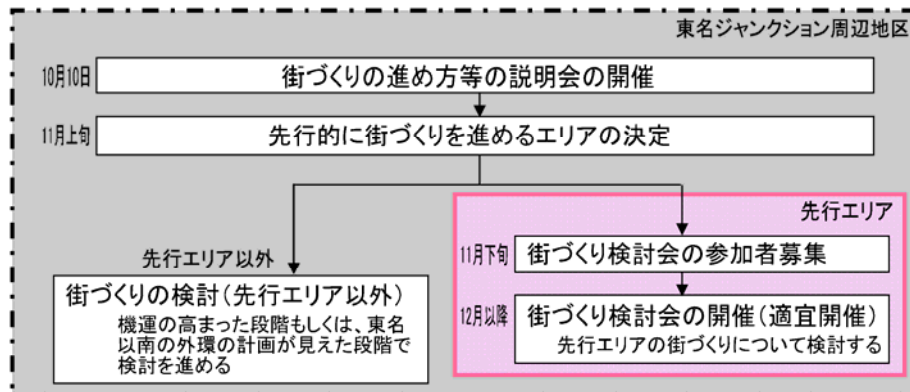 東名ジャンクション周辺地区
10月10日
街づくりの進め方等の説明会の開催
11月上旬
先行的に街づくりを進めるエリアの決定
先行エリア以外
街づくりの検討(先行エリア以外)
機運の高まった段階もしくは、東名
以南の外環の計画が見えた段階で
検討を進める
先行エリア
11月下旬
街づくり検討会の参加者募集
12月以降
街づくり検討会の開催(適宜開催)
先行エリアの街づくりについて検討する